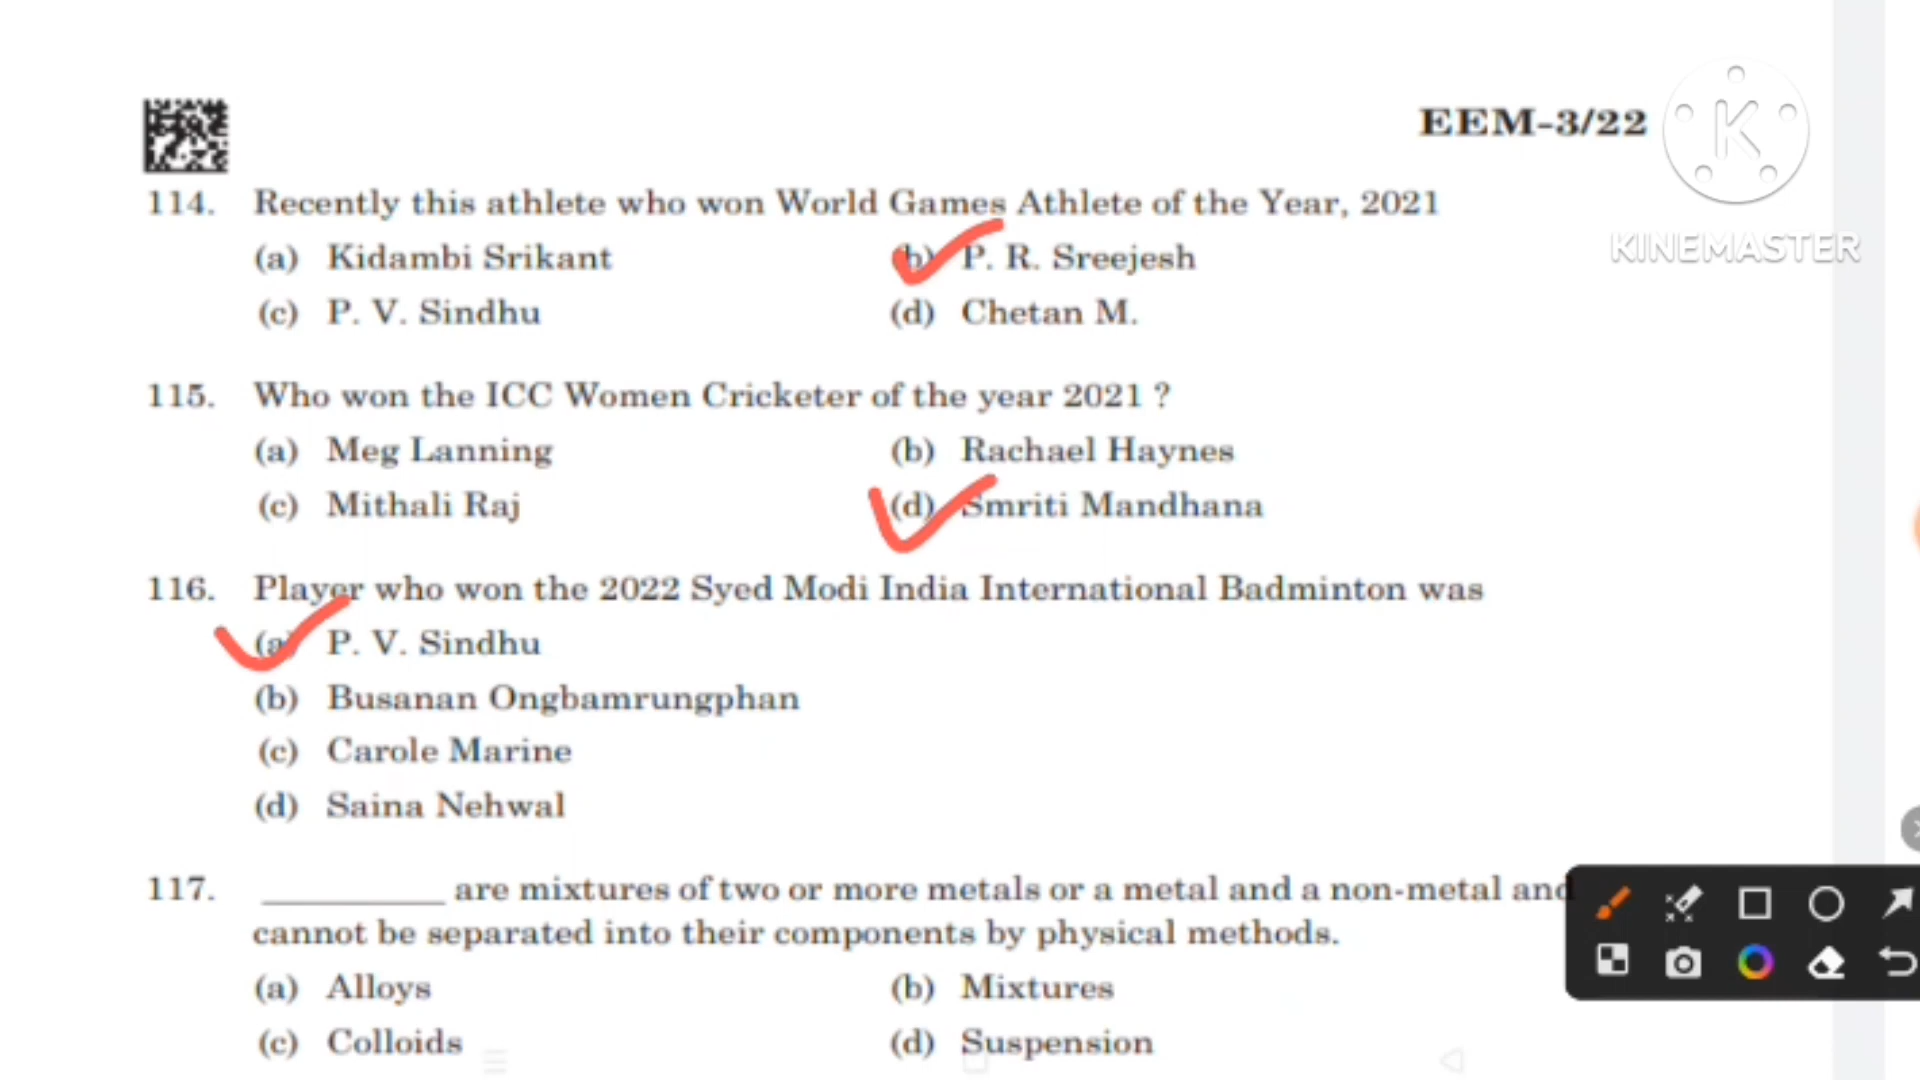 EEM-3/22
KINEMASTER
114. Recently this athlete who won World Games Athlete of the Year, 2021
(a) Kidambi Srikant (b) P. R. Sreejesh
(c) P. V. Sindhu (d) Chetan M.
115. Who won the ICC Women Cricketer of the year 2021 ?
(a) Meg Lanning (b) Rachael Haynes
(c) Mithali Raj (d) Smriti Mandhana
116. Player who won the 2022 Syed Modi India International Badminton was
(a) P. V. Sindhu
(b) Busanan Ongbamrungphan
(c) Carole Marine
(d) Saina Nehwal
117. __________ are mixtures of two or more metals or a metal and a non-metal and
cannot be separated into their components by physical methods.
(a) Alloys (b) Mixtures
(c) Colloids (d) Suspension